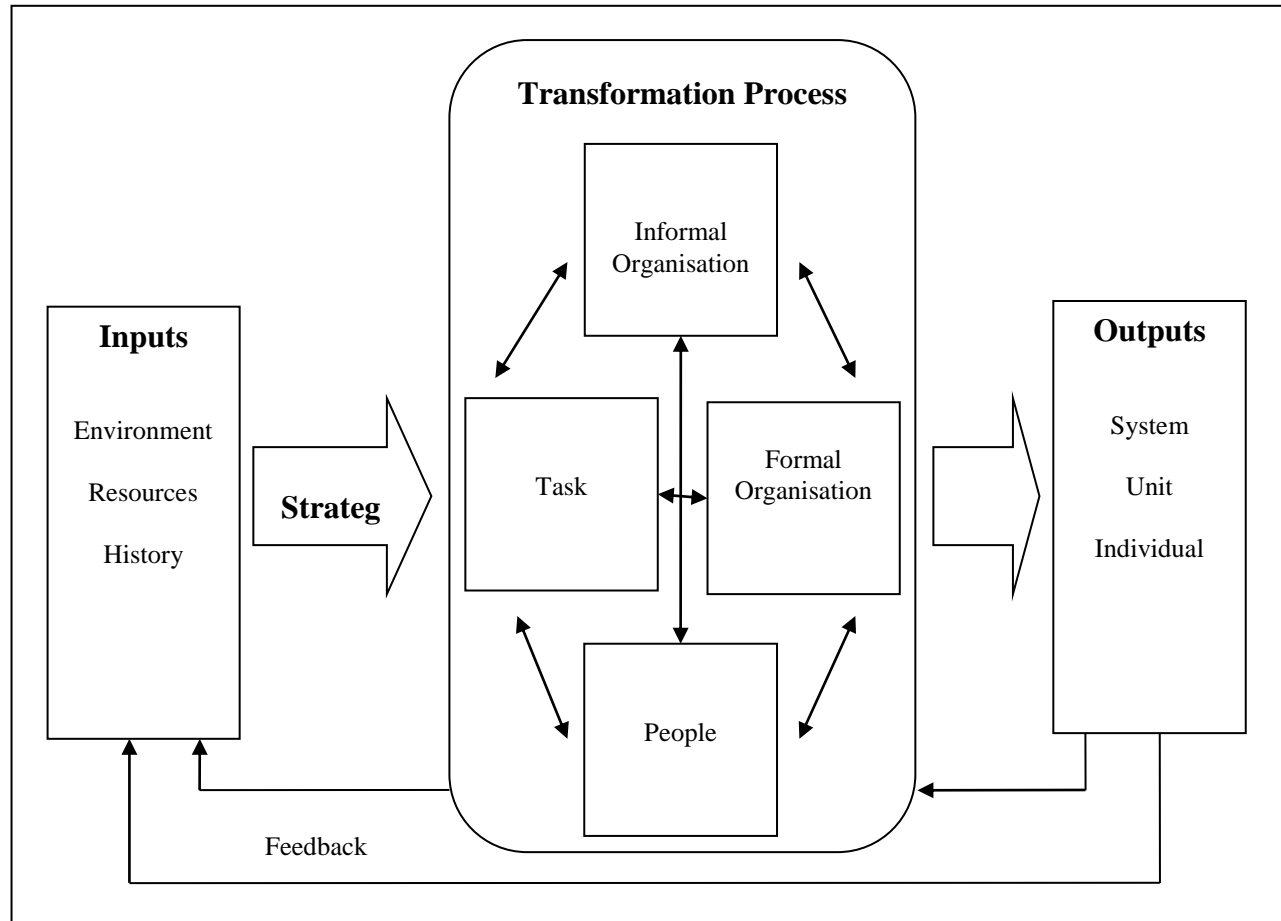 Transformation Process
Informal
Organisation
Inputs
Environment
Resources
History
Strateg
Task
Formal
Organisation
People
Outputs
System
Unit
Individual
Feedback